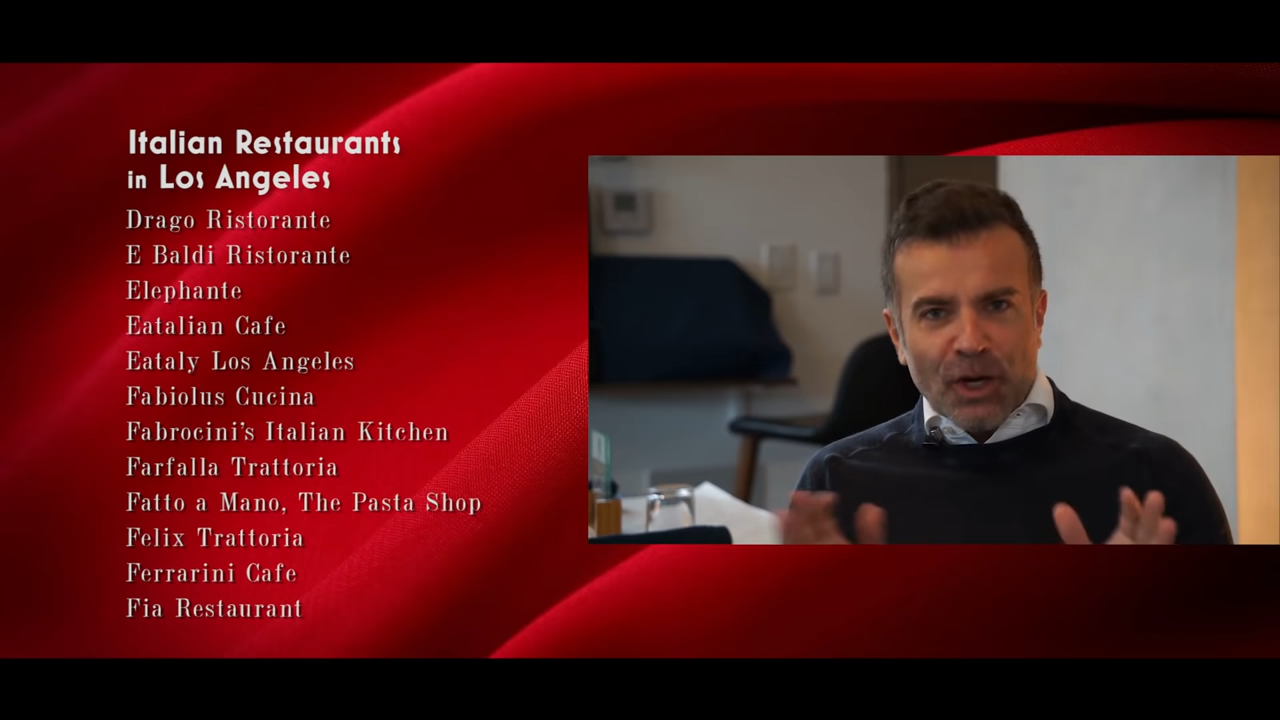 Italian Restaurants
in Los Angeles
Drago Ristorante
E Baldi Ristorante
Elephante
Eatalian Cafe
Eataly Los Angeles
Fabiolus Cucina
Fabrocini's Italian Kitchen
Farfalla Trattoria
Fatto a Mano, The Pasta Shop
Felix Trattoria
Ferrarini Cafe
Fia Restaurant